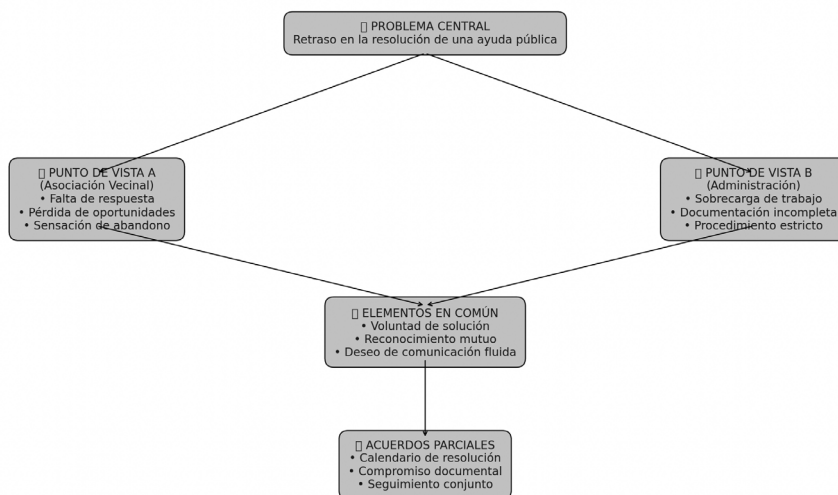 PROBLEMA CENTRAL
Retraso en la resolución de una ayuda pública
PUNTO DE VISTA A
(Asociación Vecinal)
• Falta de respuesta
• Pérdida de oportunidades
• Sensación de abandono
PUNTO DE VISTA B
(Administración)
• Sobrecarga de trabajo
• Documentación incompleta
• Procedimiento estricto
ELEMENTOS EN COMÚN
• Voluntad de solución
• Reconocimiento mutuo
• Deseo de comunicación fluida
ACUERDOS PARCIALES
• Calendario de resolución
• Compromiso documental
• Seguimiento conjunto